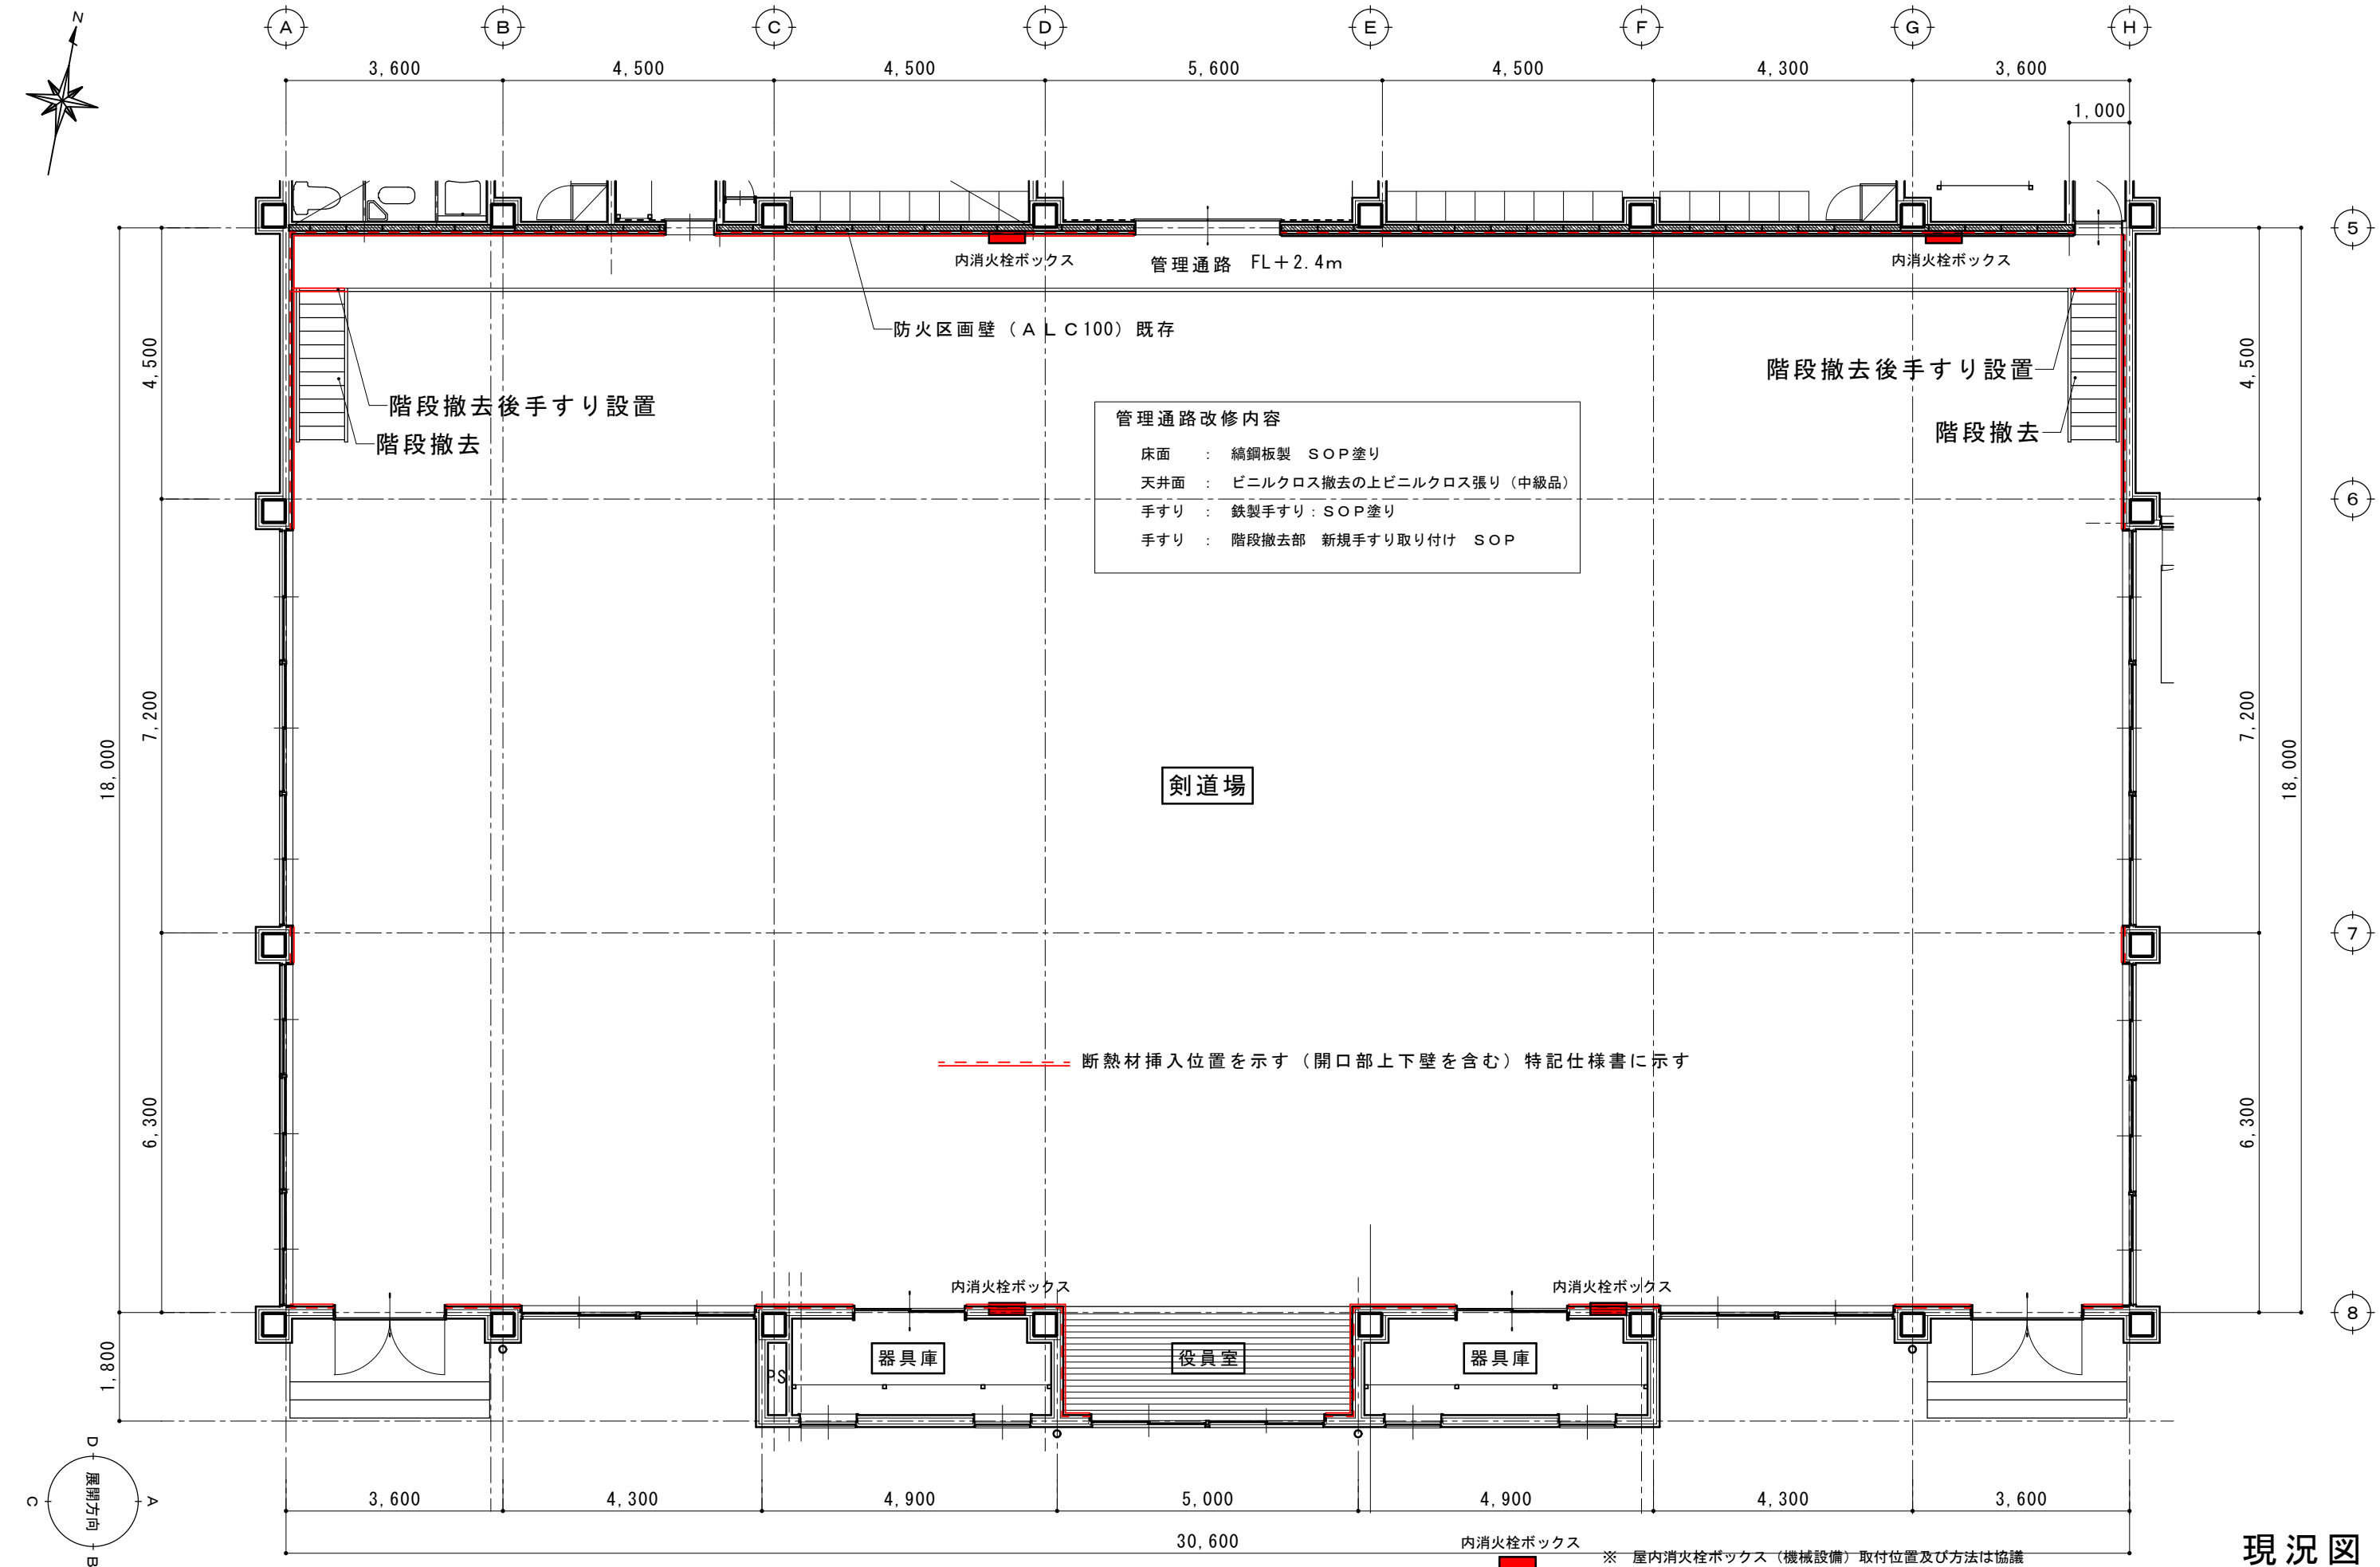 N
A B C D E F G H
3,600 4,500 4,500 5,600 4,500 4,300 3,600
1,000
5
内消火栓ボックス
管理通路 FL＋2.4m
内消火栓ボックス
防火区画壁（ＡＬＣ100）既存
階段撤去後手すり設置
階段撤去
階段撤去後手すり設置
階段撤去
4,500
4,500
管理通路改修内容
床面 ： 縞鋼板製 ＳＯＰ塗り
天井面 ： ビニルクロス撤去の上ビニルクロス張り（中級品）
手すり ： 鉄製手すり：ＳＯＰ塗り
手すり ： 階段撤去部 新規手すり取り付け ＳＯＰ
6
7,200
18,000
7,200
18,000
剣道場
7
断熱材挿入位置を示す（開口部上下壁を含む）特記仕様書に示す
6,300
6,300
内消火栓ボックス
内消火栓ボックス
8
1,800
PS
器具庫
役員室
器具庫
D
C
展開方向
A
B
3,600 4,300 4,900 5,000 4,900 4,300 3,600
30,600
内消火栓ボックス
※ 屋内消火栓ボックス（機械設備）取付位置及び方法は協議
現況図